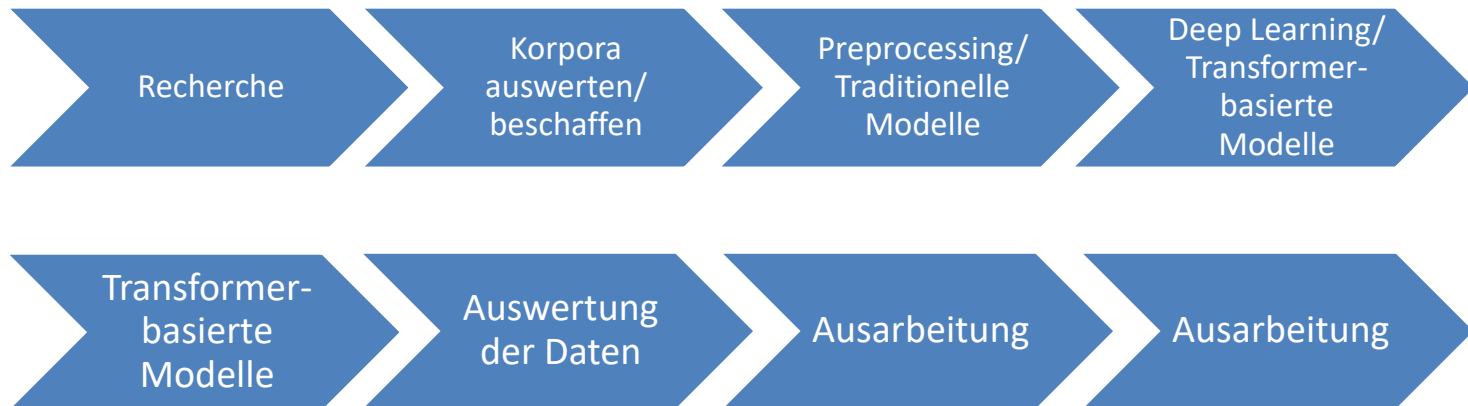 Recherche
Korpora
auswerten/
beschaffen
Preprocessing/
Traditionelle
Modelle
Deep Learning/
Transformer-
basierte
Modelle
Transformer-
basierte
Modelle
Auswertung
der Daten
Ausarbeitung
Ausarbeitung